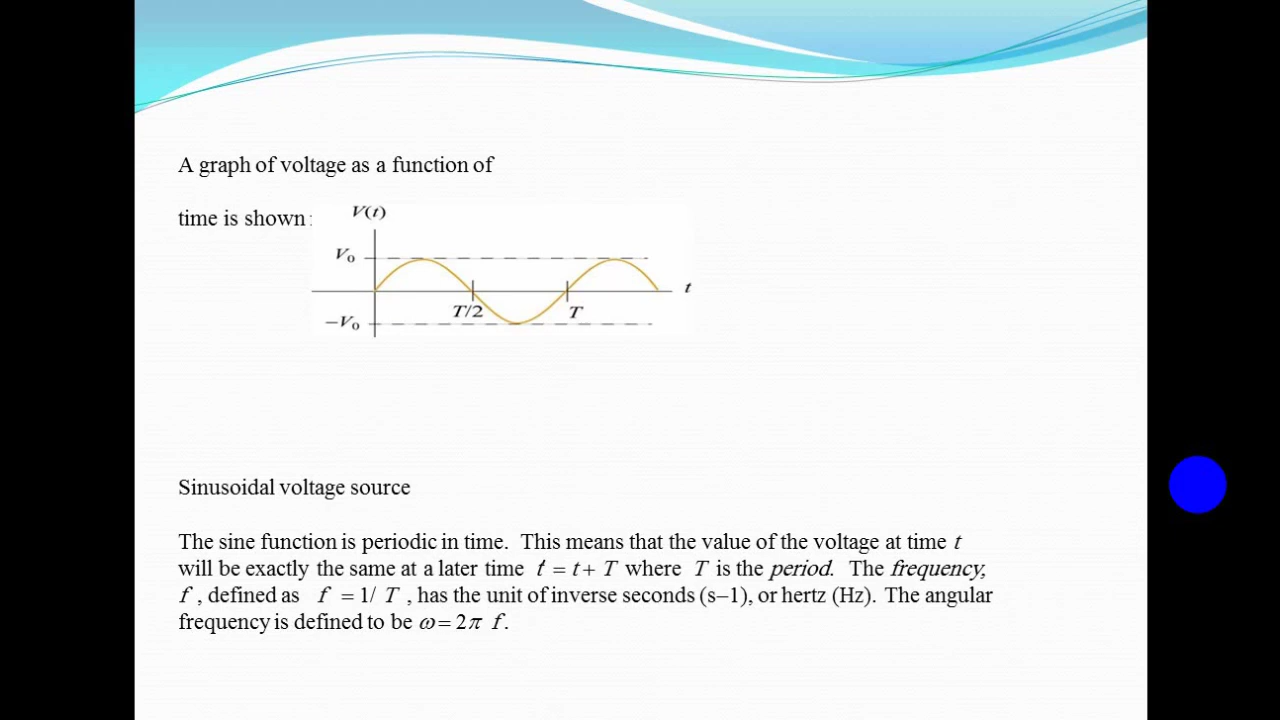 A graph of voltage as a function of
time is shown:
V(t)
V₀
t
T/2
T
−V₀
Sinusoidal voltage source
The sine function is periodic in time. This means that the value of the voltage at time t
will be exactly the same at a later time t′ = t + T where T is the period. The frequency,
f , defined as f = 1/ T , has the unit of inverse seconds (s–1), or hertz (Hz). The angular
frequency is defined to be ω = 2π f.